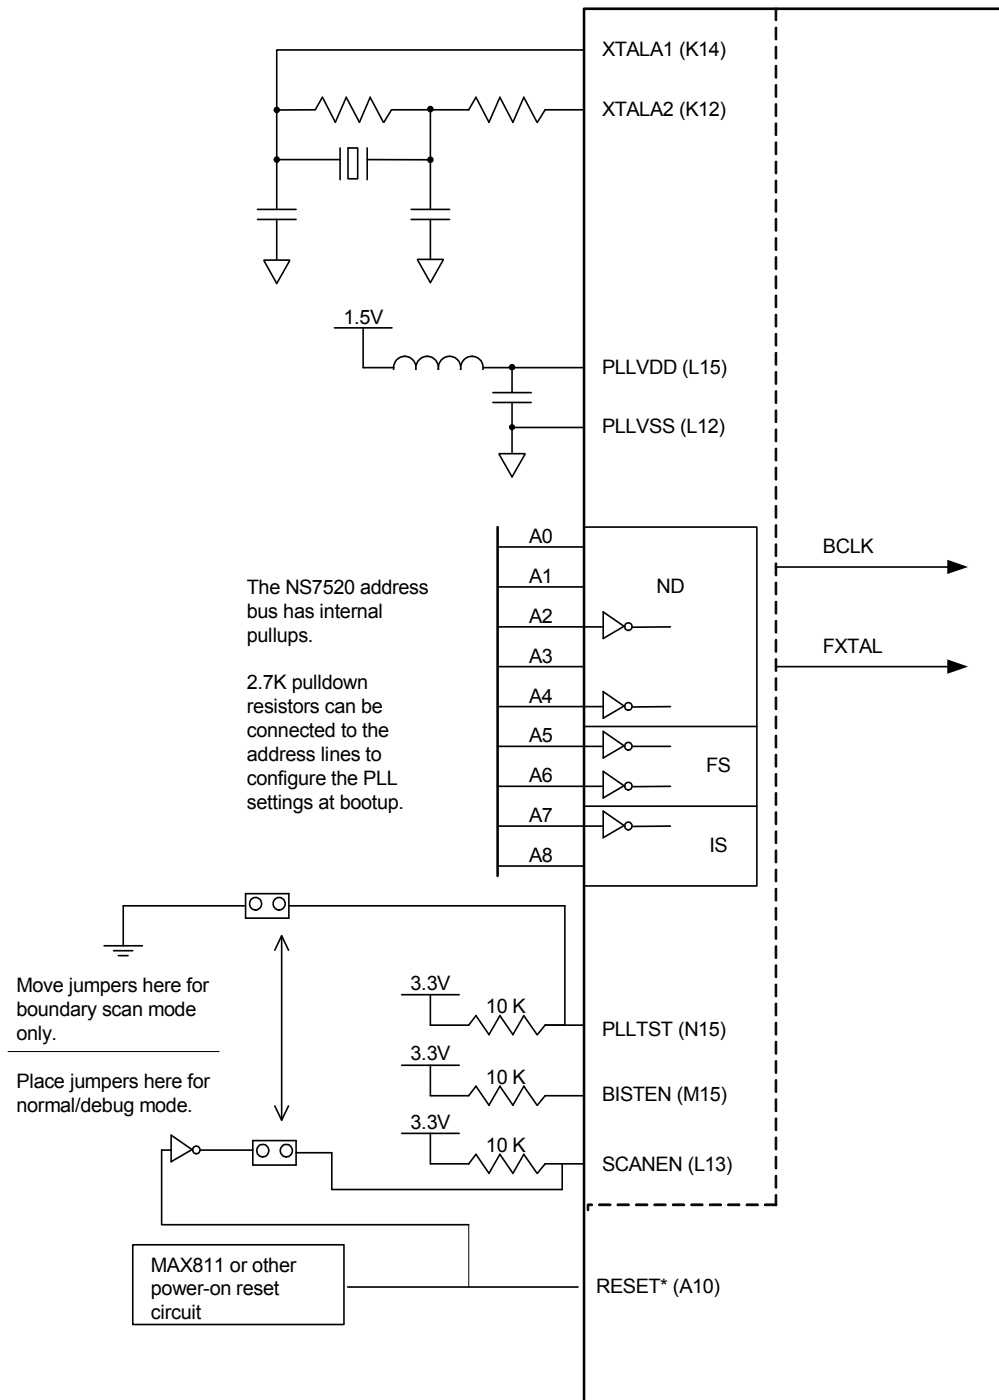 XTALA1 (K14)
XTALA2 (K12)
1.5V
PLLVDD (L15)
PLLVSS (L12)
The NS7520 address
bus has internal
pullups.
2.7K pulldown
resistors can be
connected to the
address lines to
configure the PLL
settings at bootup.
A0
A1
A2
A3
A4
A5
A6
A7
A8
ND
FS
IS
BCLK
FXTAL
Move jumpers here for
boundary scan mode
only.
Place jumpers here for
normal/debug mode.
3.3V
10 K
PLLTST (N15)
3.3V
10 K
BISTEN (M15)
3.3V
10 K
SCANEN (L13)
MAX811 or other
power-on reset
circuit
RESET* (A10)